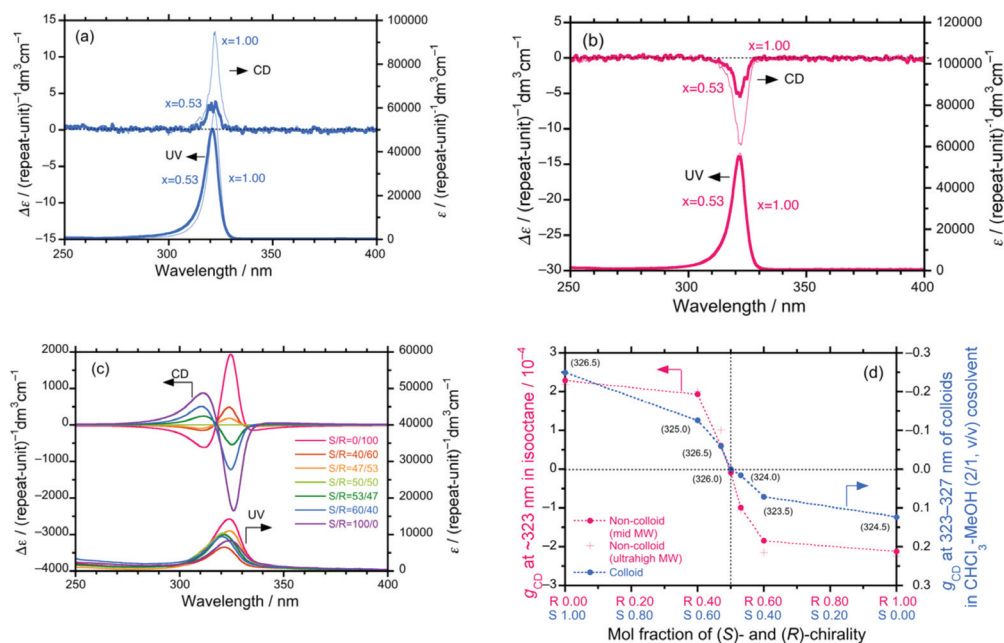 (a)
x=1.00
CD
x=0.53
UV
x=0.53
x=1.00
15
10
5
0
−5
−10
−15
100000
80000
60000
40000
20000
0
250
300
350
400
Δε / (repeat-unit)⁻¹dm³cm⁻¹
ε / (repeat-unit)⁻¹dm³cm⁻¹
Wavelength / nm
(b)
x=1.00
CD
x=0.53
UV
x=0.53
x=1.00
5
0
−5
−10
−15
−20
−25
−30
120000
100000
80000
60000
40000
20000
0
250
300
350
400
Δε / (repeat-unit)⁻¹dm³cm⁻¹
ε / (repeat-unit)⁻¹dm³cm⁻¹
Wavelength / nm
(c)
CD
S/R=0/100
S/R=40/60
S/R=47/53
S/R=50/50
S/R=53/47
S/R=60/40
S/R=100/0
UV
2000
1000
0
-1000
-2000
-3000
-4000
60000
50000
40000
30000
20000
10000
0
250
300
350
400
Δε / (repeat-unit)⁻¹dm³cm⁻¹
ε / (repeat-unit)⁻¹dm³cm⁻¹
Wavelength / nm
(d)
(326.5)
(325.0)
(326.5)
(326.0)
(324.0)
(323.5)
(324.5)
Non-colloid
(mid MW)
Non-colloid
(ultrahigh MW)
Colloid
3
2
1
0
1
2
3
−0.3
−0.2
−0.1
0.0
0.1
0.2
0.3
R 0.00
S 1.00
R 0.20
S 0.80
R 0.40
S 0.60
R 0.60
S 0.40
R 0.80
S 0.20
R 1.00
S 0.00
g_CD at ~323 nm in isooctane / 10⁻⁴
g_CD at 323–327 nm of colloids
in CHCl₃-MeOH (2/1, v/v) cosolvent
Mol fraction of (S)- and (R)-chirality